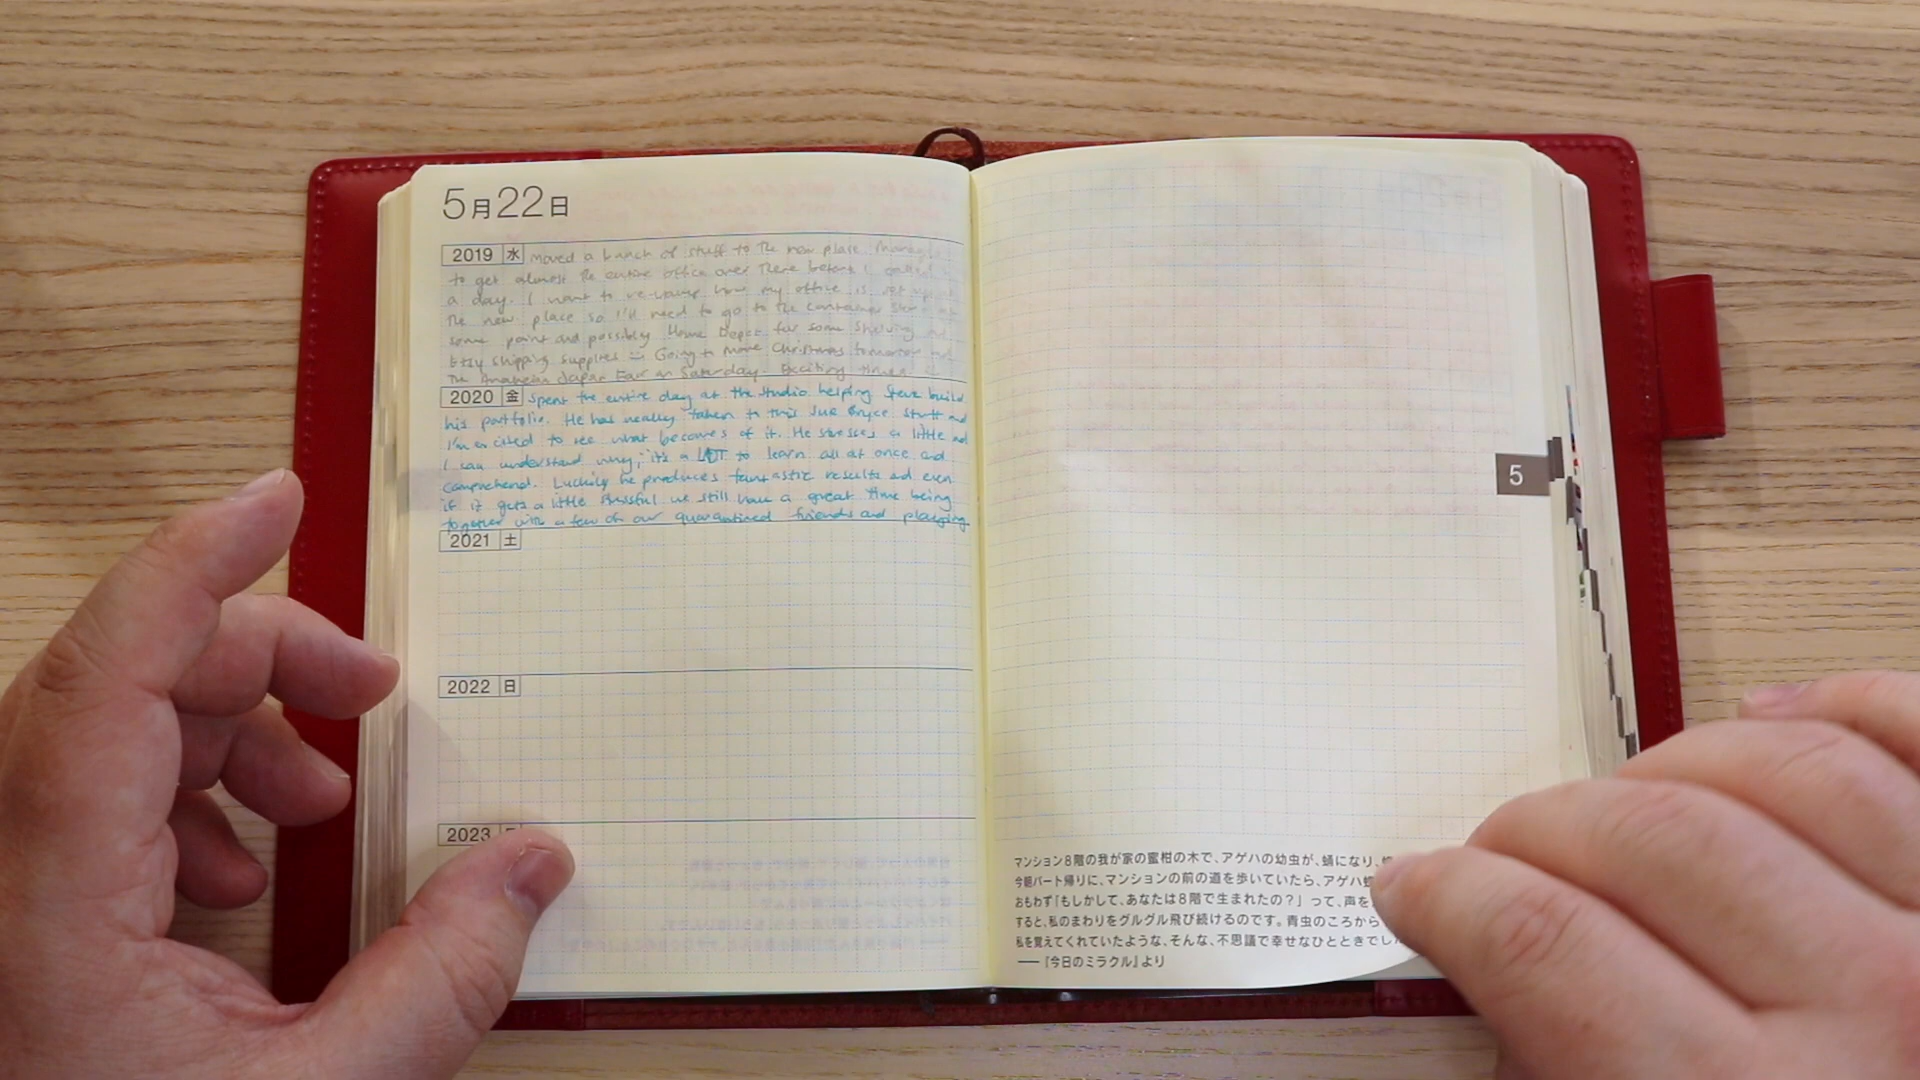 5月22日
2019 水 Moved a bunch of stuff to the new place. Manag
to get almost the entire office over there before I called
a day. I want to re-vamp how my office is set up
the new place so I'll need to go to the container store at
some point and possibly Home Depot for some shelving and
Etsy shipping supplies Going to move Christmas tomorrow and
the Anaheim Japan Fair on Saturday. Exciting times
2020 金 Spent the entire day at the studio helping Steve build
his portfolio. He has really taken to this Sue Bryce stuff and
I'm excited to see what becomes of it. He stresses a little and
I can understand why; it's a LOT to learn all at once and
comprehend. Luckily he produces fantastic results and even
if it gets a little stressful we still have a great time being
together with a few of our quarantined friends and playing
2021 土
2022 日
2023
5
マンション8階の我が家の蜜柑の木で、アゲハの幼虫が、蛹になり、
今朝パート帰りに、マンションの前の道を歩いていたら、アゲハ
おもわず「もしかして、あなたは8階で生まれたの?」って、声を
すると、私のまわりをグルグル飛び続けるのです。青虫のころから
私を覚えてくれていたような、そんな、不思議で幸せなひとときでし
──『今日のミラクル』より